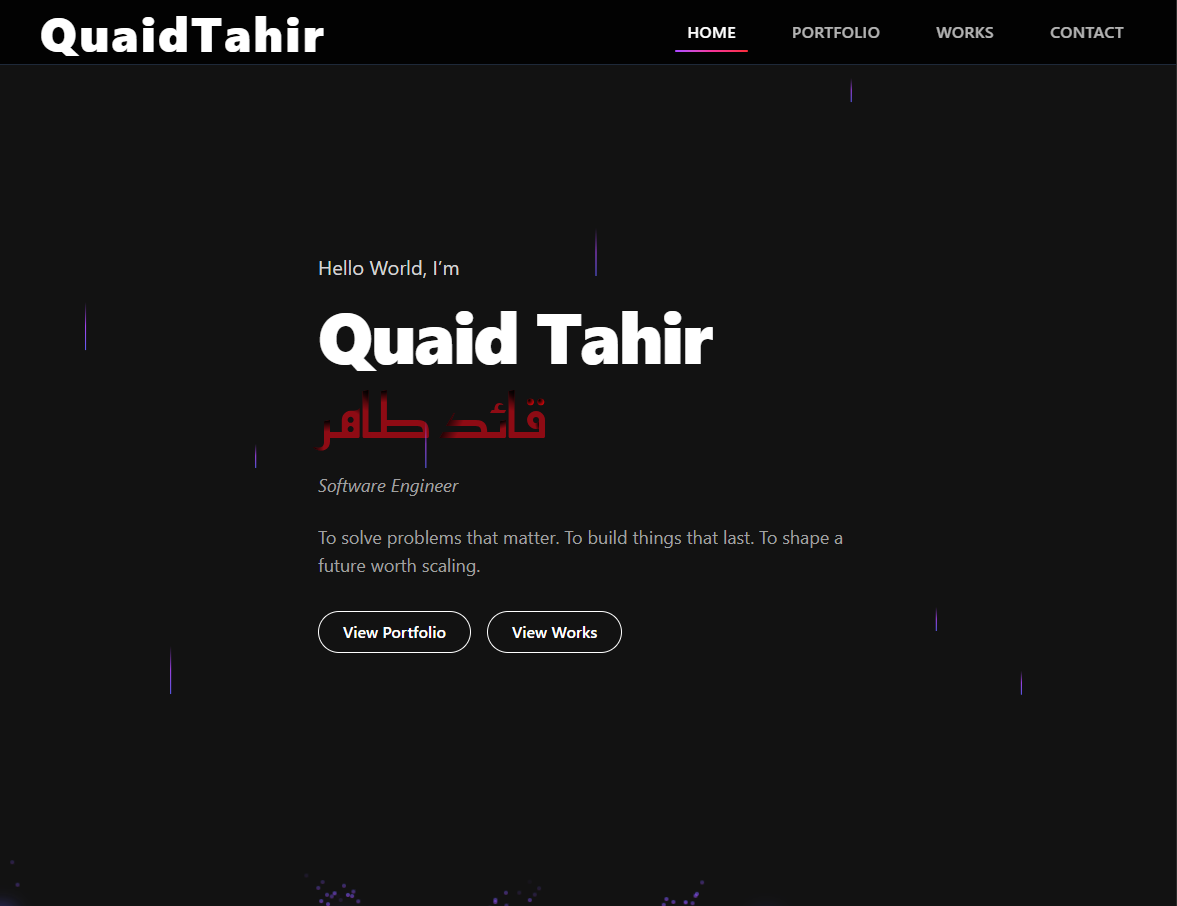 QuaidTahir
HOME PORTFOLIO WORKS CONTACT
Hello World, I’m
Quaid Tahir
قائد طاهر
Software Engineer
To solve problems that matter. To build things that last. To shape a
future worth scaling.
View Portfolio View Works